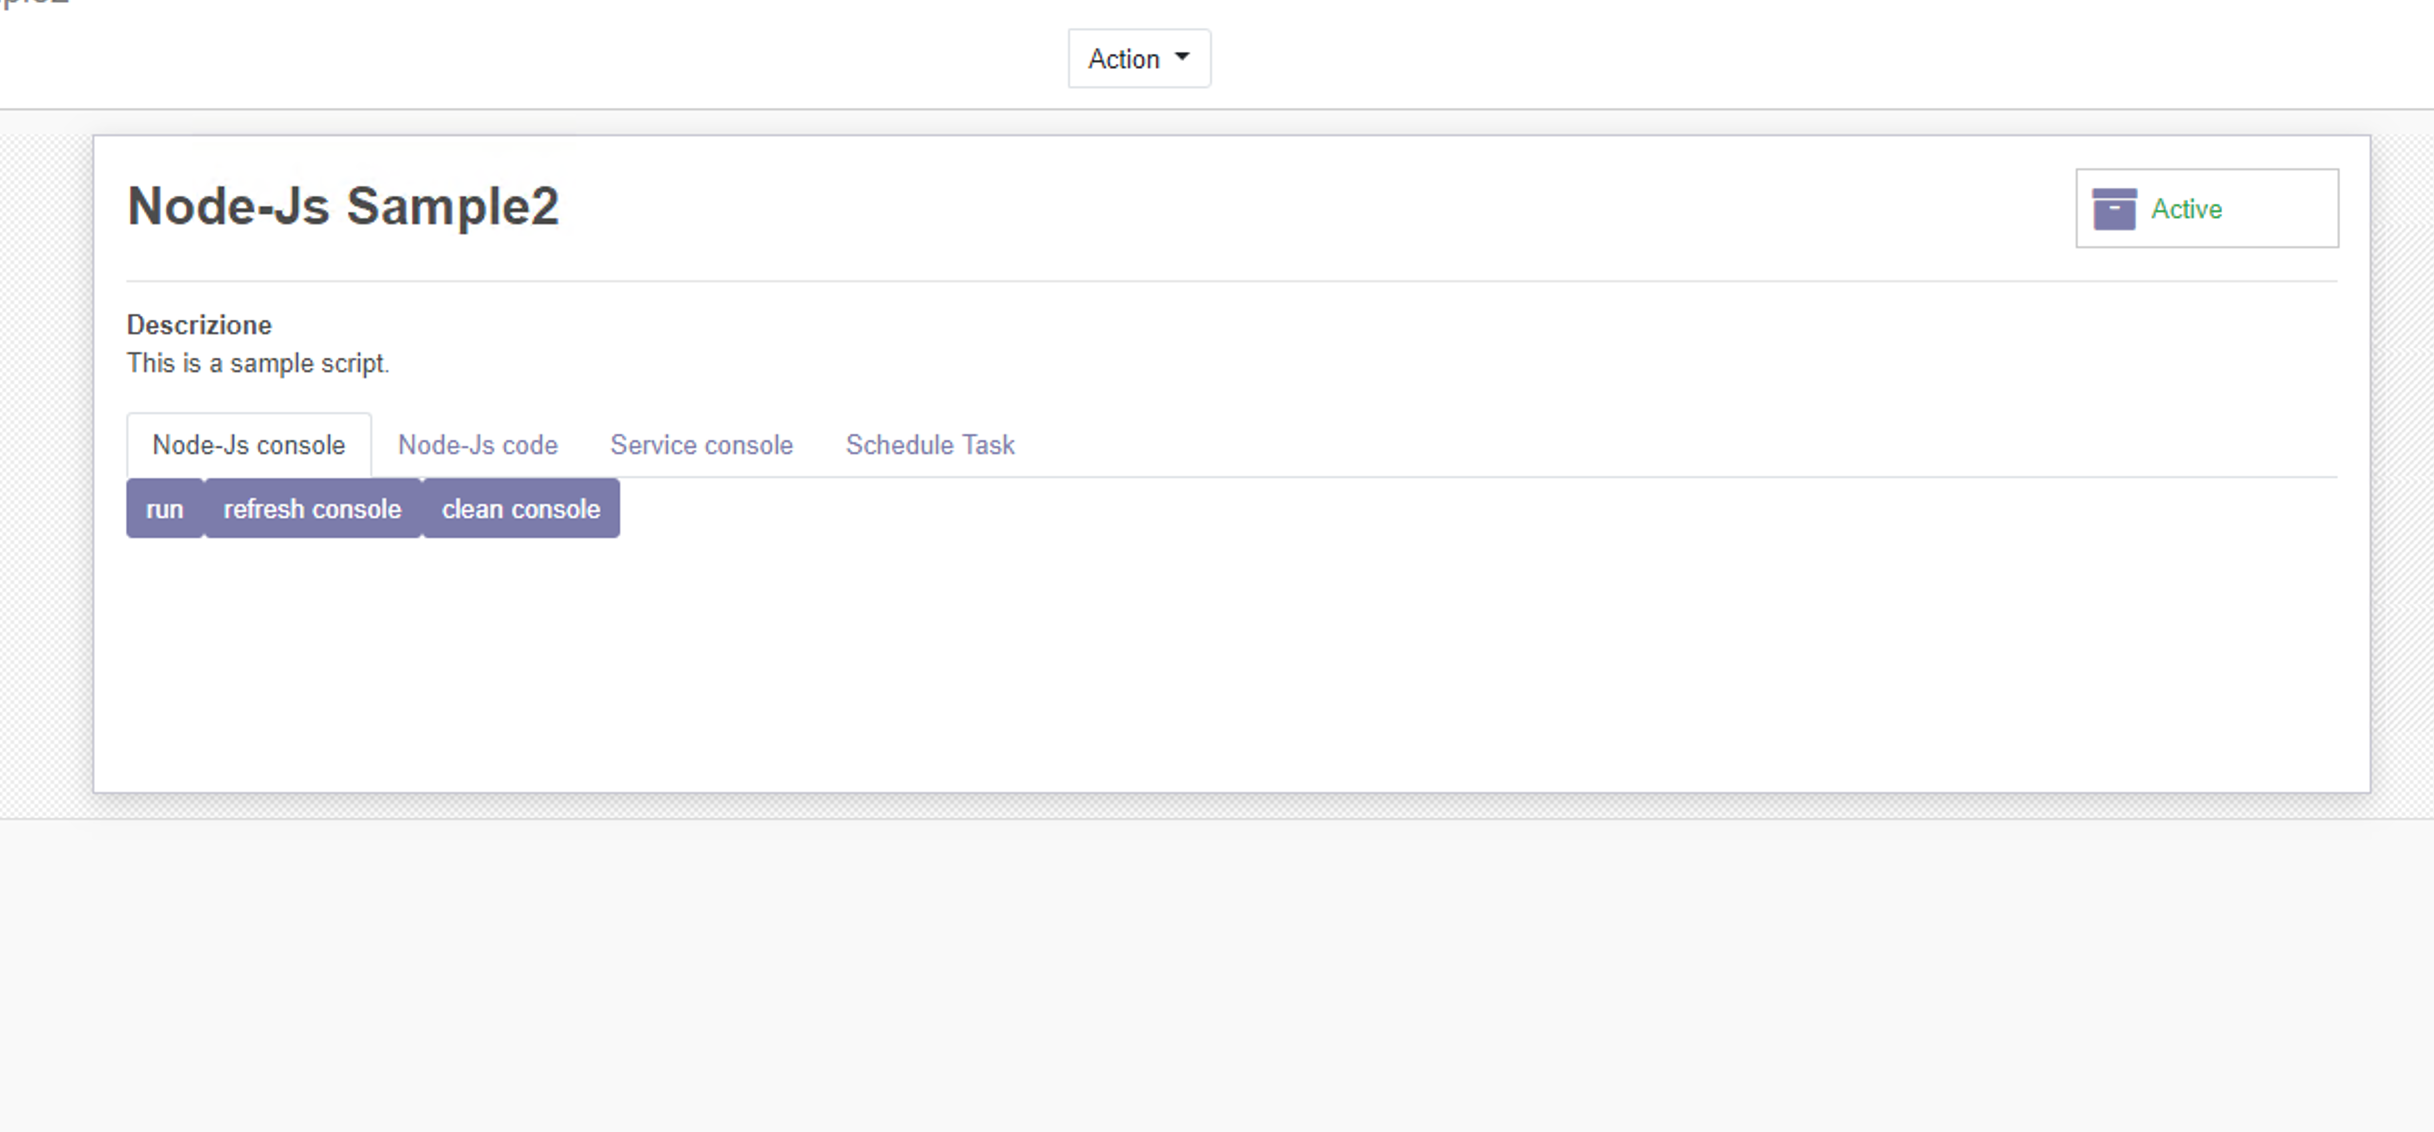 Action
Node-Js Sample2
Active
Descrizione
This is a sample script.
Node-Js console Node-Js code Service console Schedule Task
run refresh console clean console